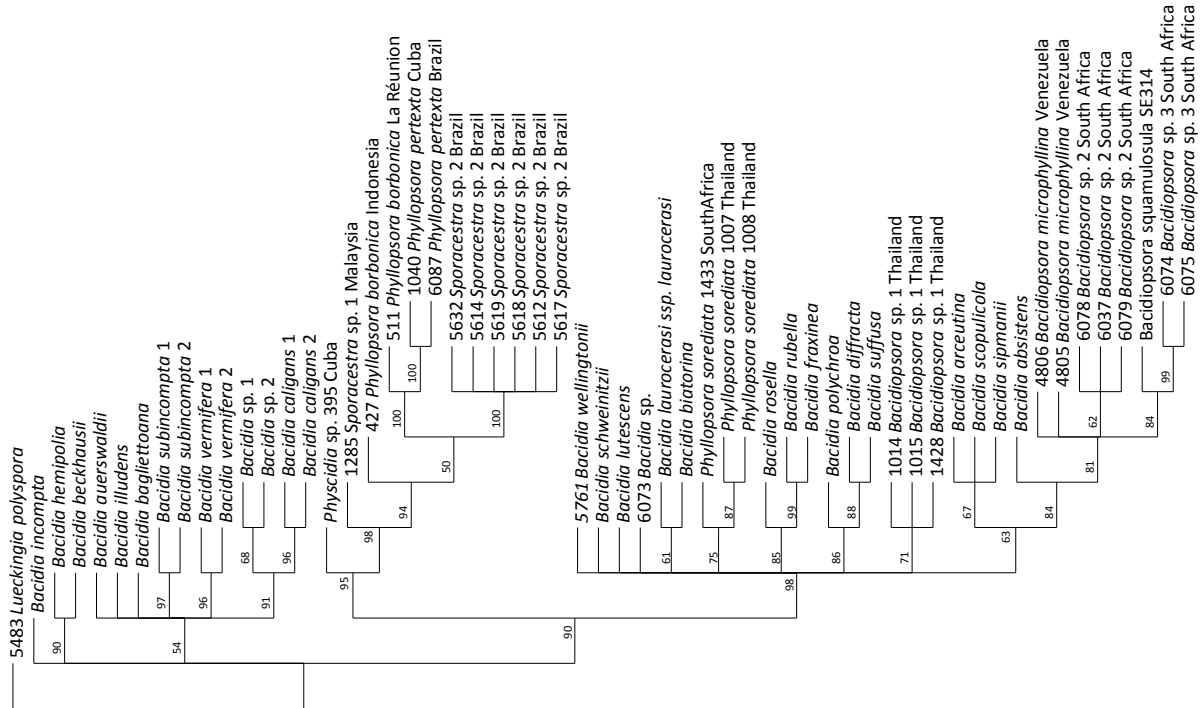 5483 Lueckingia polyspora
Bacidia incompta
Bacidia hemipolia
Bacidia beckhausii
Bacidia auerswaldii
Bacidia illudens
Bacidia bagliettoana
Bacidia subincompta 1
Bacidia subincompta 2
Bacidia vermifera 1
Bacidia vermifera 2
Bacidia sp. 1
Bacidia sp. 2
Bacidia caligans 1
Bacidia caligans 2
Physcidia sp. 395 Cuba
1285 Sporacestra sp. 1 Malaysia
427 Phyllopsora borbonica Indonesia
511 Phyllopsora borbonica La Réunion
1040 Phyllopsora pertexta Cuba
6087 Phyllopsora pertexta Brazil
5632 Sporacestra sp. 2 Brazil
5614 Sporacestra sp. 2 Brazil
5619 Sporacestra sp. 2 Brazil
5618 Sporacestra sp. 2 Brazil
5612 Sporacestra sp. 2 Brazil
5617 Sporacestra sp. 2 Brazil
5761 Bacidia wellingtonii
Bacidia schweinitzii
Bacidia lutescens
6073 Bacidia sp.
Bacidia laurocerasi ssp. laurocerasi
Bacidia biatorina
Phyllopsora sorediata 1433 SouthAfrica
Phyllopsora sorediata 1007 Thailand
Phyllopsora sorediata 1008 Thailand
Bacidia rosella
Bacidia rubella
Bacidia fraxinea
Bacidia polychroa
Bacidia diffracta
Bacidia suffusa
1014 Bacidiopsora sp. 1 Thailand
1015 Bacidiopsora sp. 1 Thailand
1428 Bacidiopsora sp. 1 Thailand
Bacidia arceutina
Bacidia scopulicola
Bacidia sipmanii
Bacidia absistens
4806 Bacidiopsora microphyllina Venezuela
4805 Bacidiopsora microphyllina Venezuela
6078 Bacidiopsora sp. 2 South Africa
6037 Bacidiopsora sp. 2 South Africa
6079 Bacidiopsora sp. 2 South Africa
Bacidiopsora squamulosula SE314
6074 Bacidiopsora sp. 3 South Africa
6075 Bacidiopsora sp. 3 South Africa
90
54
97
96
68
91
96
95
98
94
50
100
100
100
90
98
61
75
87
85
99
86
88
71
63
67
84
81
62
84
99